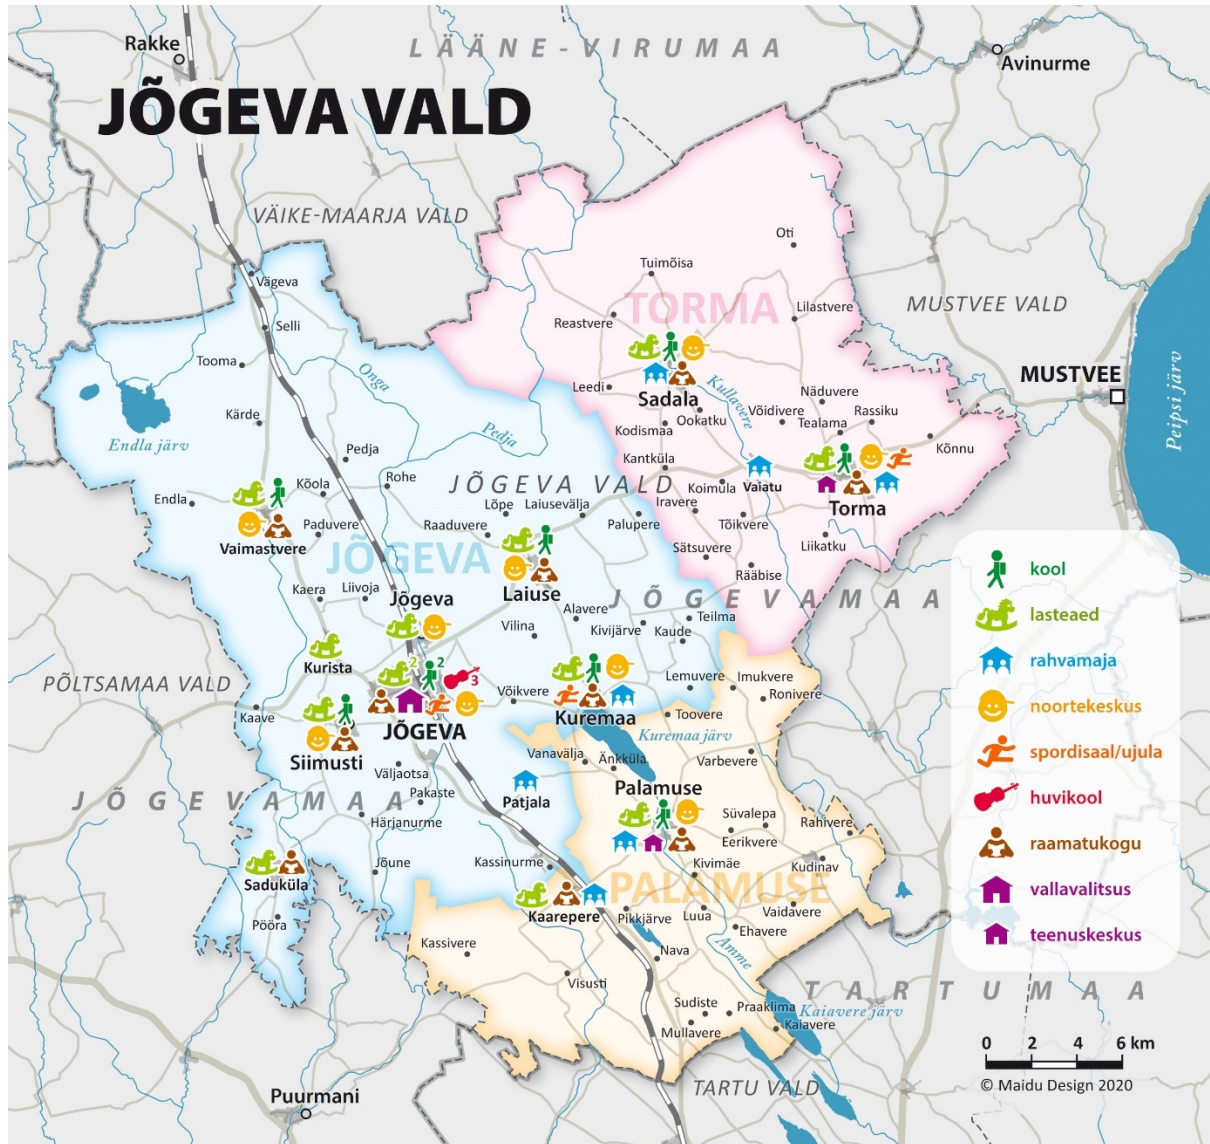 LÄÄNE-VIRUMAA
Rakke
Avinurme
JÕGEVA VALD
VÄIKE-MAARJA VALD
Oti
Tuimõisa
Vägeva
MUSTVEE VALD
TORMA
Lilastvere
Reastvere
Selli
Tooma
Onga
Peipsi järv
MUSTVEE
Leedi
Kullavere
Sadala
Näduvere
Võidivere
Rassiku
Kärde
Ookatku
Tealama
Endla järv
Pedja
Kodismaa
Kõnnu
Pedja
Kantküla
Rohe
JÕGEVA VALD
Vaiatu
Kõola
Koimula
Endla
Lõpe
Laiusevälja
Iravere
Torma
Paduvere
Raaduvere
Palupere
Tõikvere
Vaimastvere
Liikatku
JÕGEVA
Sätsuvere
Rääbise
kool
Kaera
Liivoja
Laiuse
Jõgeva
JÕGEVAMAA
Alavere
Teilma
lasteaed
Vilina
Kivijärve
Kaude
Kurista
rahvamaja
2
2
3
PÕLTSAMAA VALD
Võikvere
Lemuvere
Imukvere
Ronivere
noortekeskus
Kaave
JÕGEVA
Kuremaa
Toovere
Kuremaa järv
Siimusti
Vanavälja
Änkküla
Varbevere
spordisaal/ujula
Väljaotsa
Palamuse
JÕGEVAMAA
Pakaste
Patjala
huvikool
Härjanurme
Süvalepa
Rahivere
Eerikvere
raamatukogu
Jõune
Kassinurme
Kivimäe
Kudinav
Saduküla
PALAMUSE
vallavalitsus
Kaarepere
Pikkjärve
Luua
Vaidavere
Pööra
Ehavere
teenuskeskus
Kassivere
Nava
Amme
Visusti
TARTUMAA
Sudiste
Praaklima
Kaiavere järv
Mullavere
Kaiavere
0 2 4 6 km
TARTU VALD
© Maidu Design 2020
Puurmani